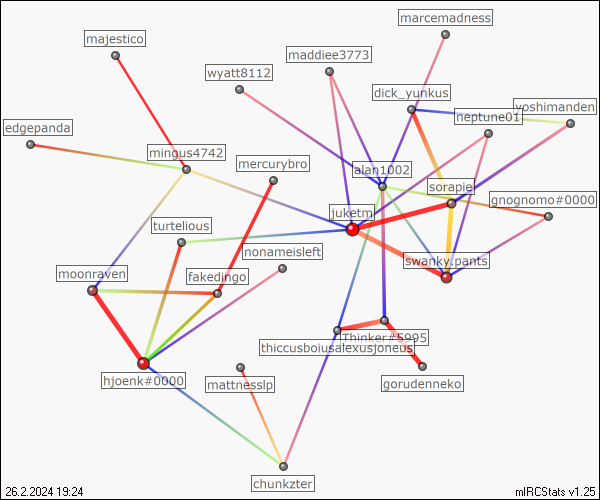 marcemadness
majestico
maddiee3773
wyatt8112
dick_yunkus
yoshimanden
neptune01
edgepanda
mingus4742
mercurybro
alan1002
sorapie
gnognomo#0000
juketm
turtelious
nonameisleft
swanky.pants
moonraven
fakedingo
Thinker#5995
thiccusboiusalexusjoneus
hjoenk#0000
mattnesslp
gorudenneko
chunkzter
26.2.2024 19:24
mIRCStats v1.25